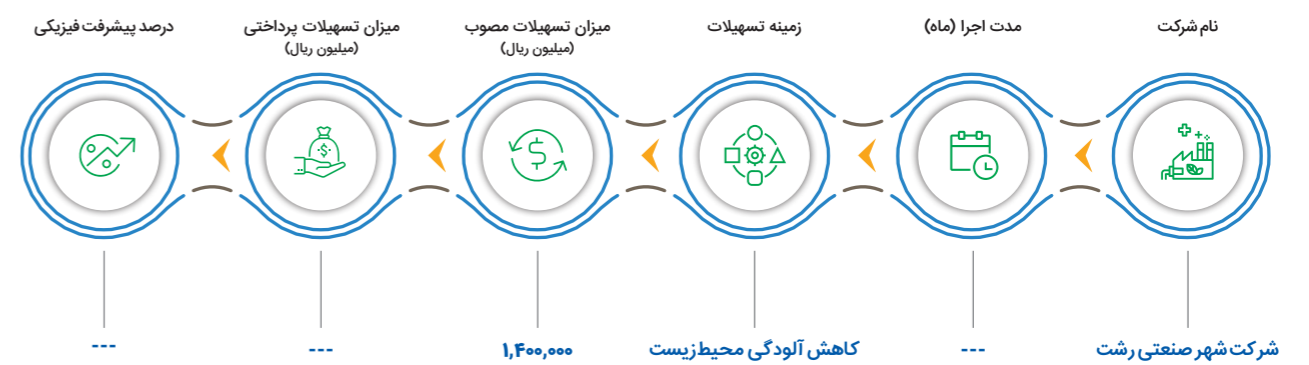 نام شرکت
مدت اجرا (ماه)
زمینه تسهیلات
میزان تسهیلات مصوب
(میلیون ریال)
میزان تسهیلات پرداختی
(میلیون ریال)
درصد پیشرفت فیزیکی
شرکت شهر صنعتی رشت
---
کاهش آلودگی محیط زیست
۱,۴۰۰,۰۰۰
---
---